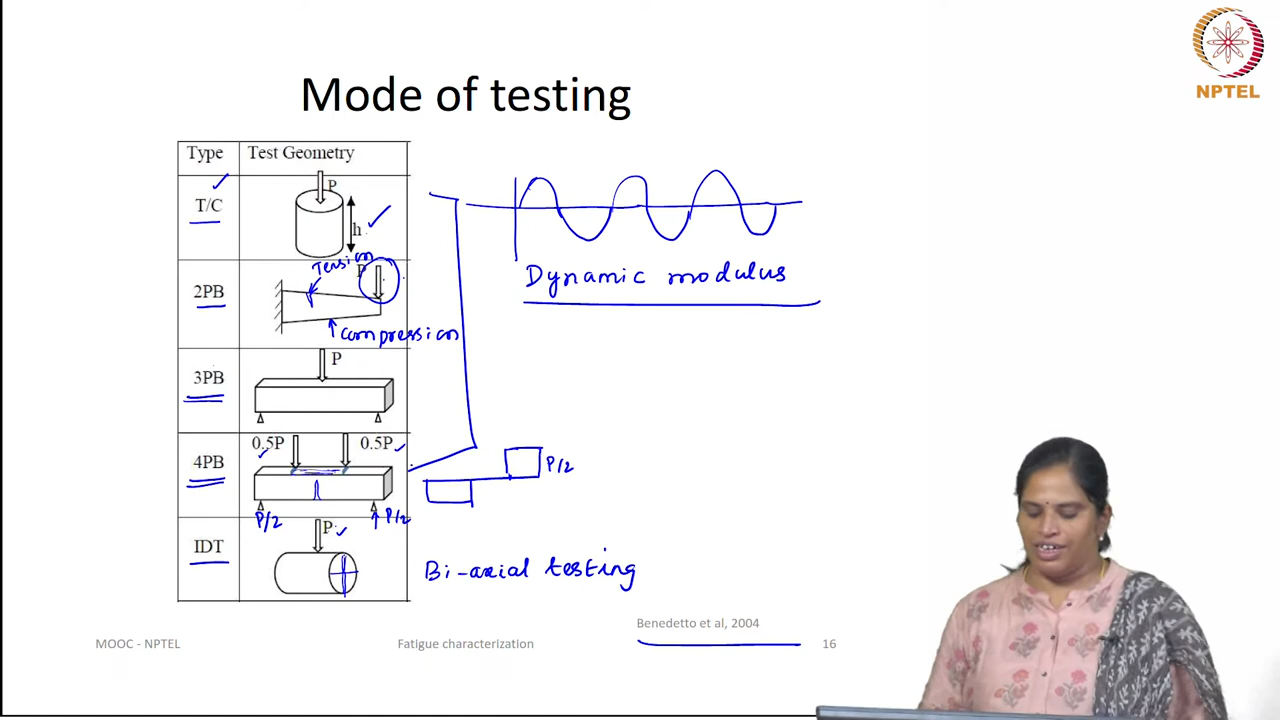 NPTEL
Mode of testing
Type Test Geometry
T/C P h
Tension
2PB P
Compression
Dynamic modulus
3PB P
4PB 0.5P 0.5P
P/2
P/2 P/2
IDT P
Bi-axial testing
Benedetto et al, 2004
MOOC - NPTEL Fatigue characterization 16